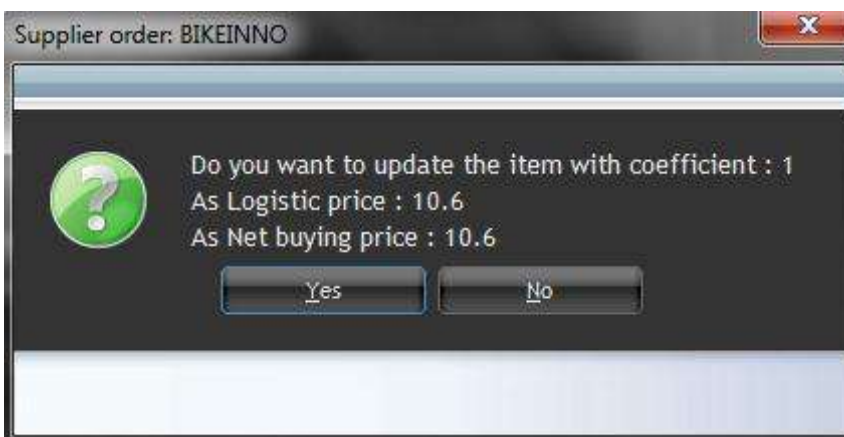 Supplier order: BIKEINNO
Do you want to update the item with coefficient : 1
As Logistic price : 10.6
As Net buying price : 10.6
Yes
No